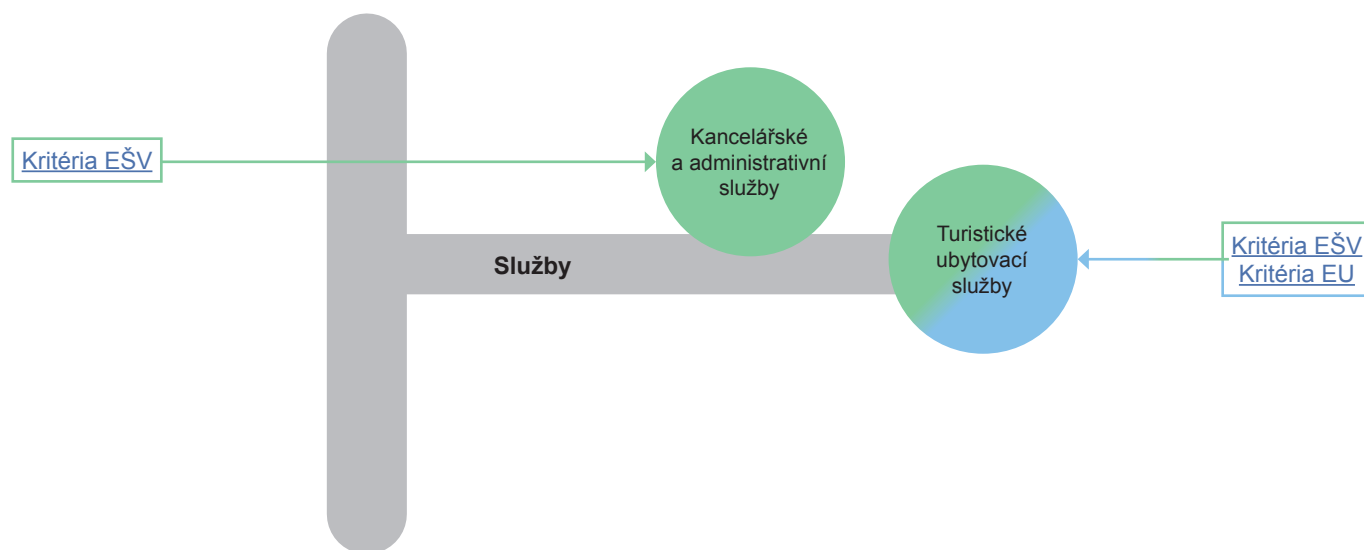 Kritéria EŠV
Kancelářské
a administrativní
služby
Služby
Turistické
ubytovací
služby
Kritéria EŠV
Kritéria EU